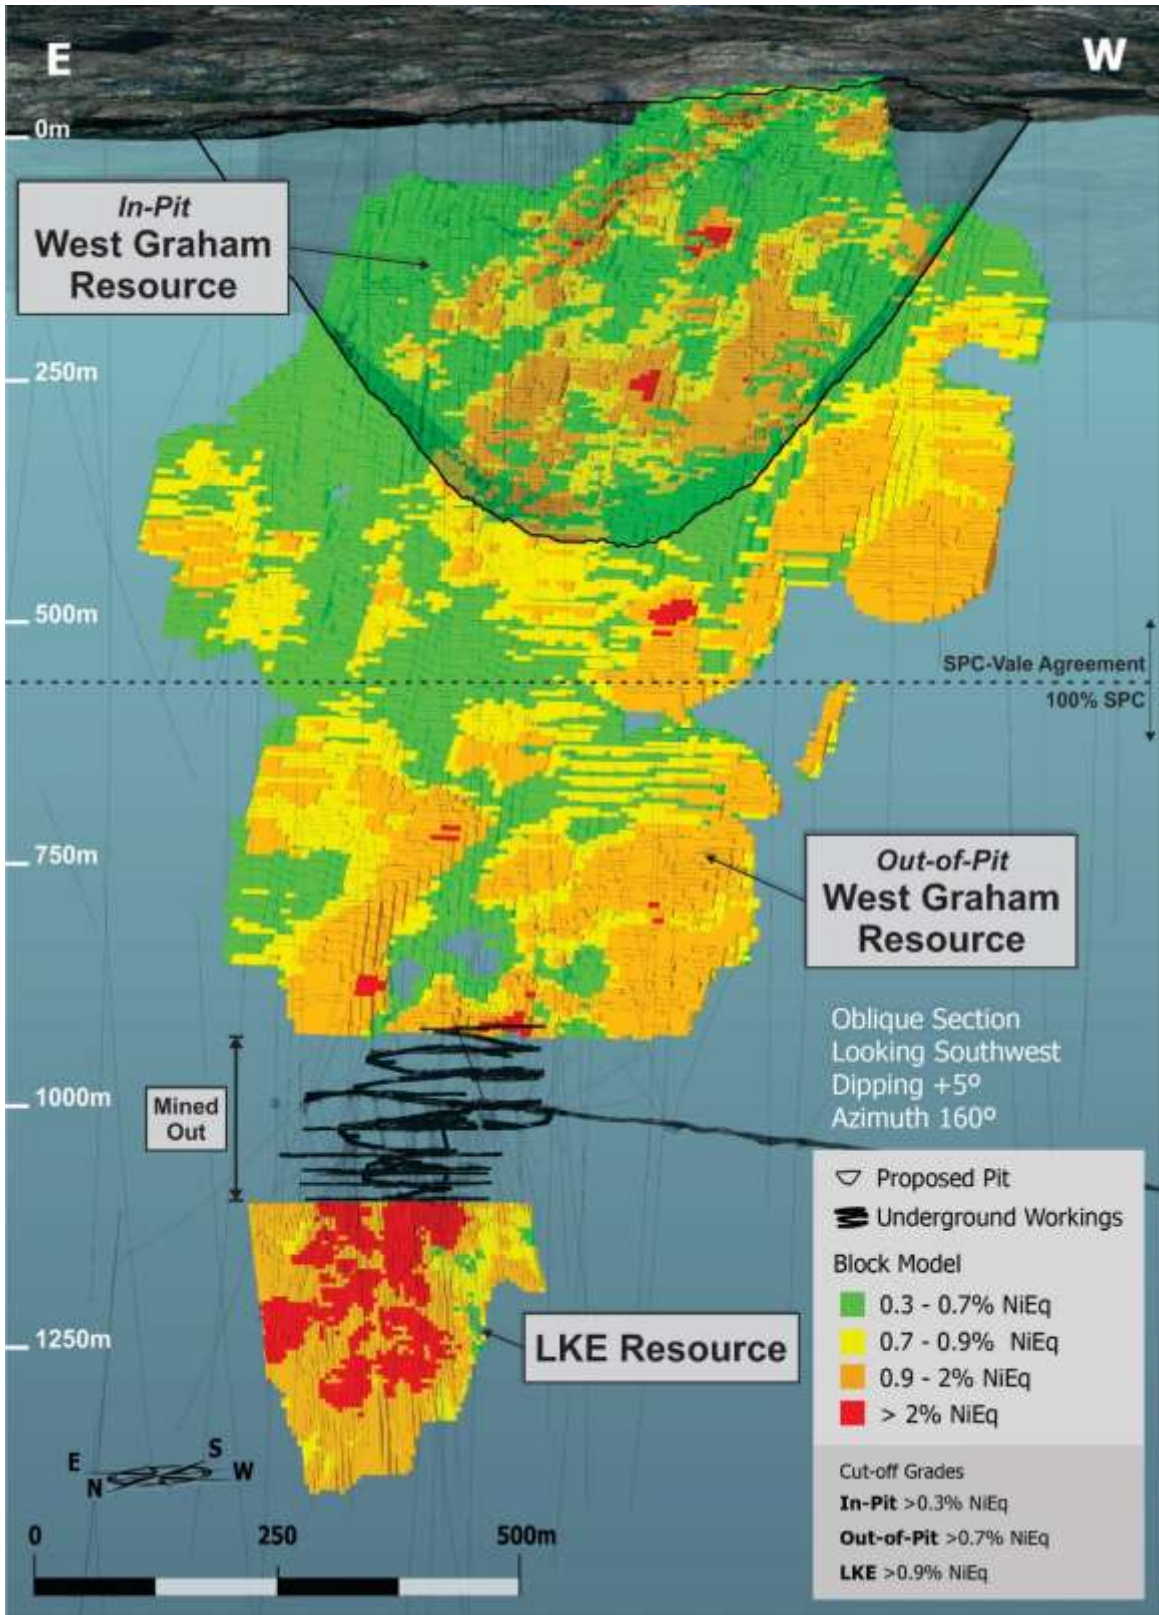 E
W
0m
In-Pit
West Graham
Resource
250m
500m
SPC-Vale Agreement
100% SPC
750m
Out-of-Pit
West Graham
Resource
Oblique Section
Looking Southwest
Dipping +5º
Azimuth 160º
1000m
Mined
Out
Proposed Pit
Underground Workings
Block Model
0.3 - 0.7% NiEq
0.7 - 0.9% NiEq
0.9 - 2% NiEq
> 2% NiEq
1250m
LKE Resource
Cut-off Grades
In-Pit >0.3% NiEq
Out-of-Pit >0.7% NiEq
LKE >0.9% NiEq
E
S
N
W
0
250
500m